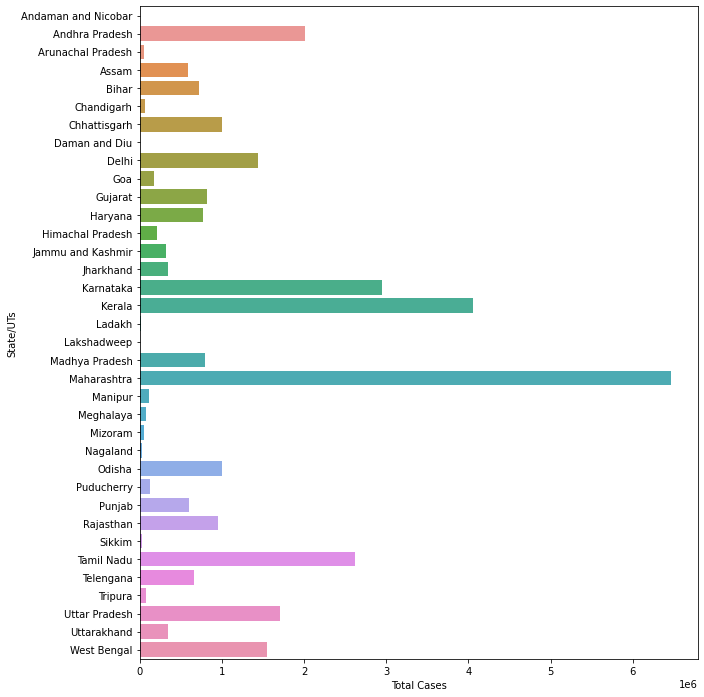 Andaman and Nicobar
Andhra Pradesh
Arunachal Pradesh
Assam
Bihar
Chandigarh
Chhattisgarh
Daman and Diu
Delhi
Goa
Gujarat
Haryana
Himachal Pradesh
Jammu and Kashmir
Jharkhand
Karnataka
Kerala
Ladakh
Lakshadweep
Madhya Pradesh
Maharashtra
Manipur
Meghalaya
Mizoram
Nagaland
Odisha
Puducherry
Punjab
Rajasthan
Sikkim
Tamil Nadu
Telengana
Tripura
Uttar Pradesh
Uttarakhand
West Bengal
State/UTs
0 1 2 3 4 5 6
Total Cases
1e6